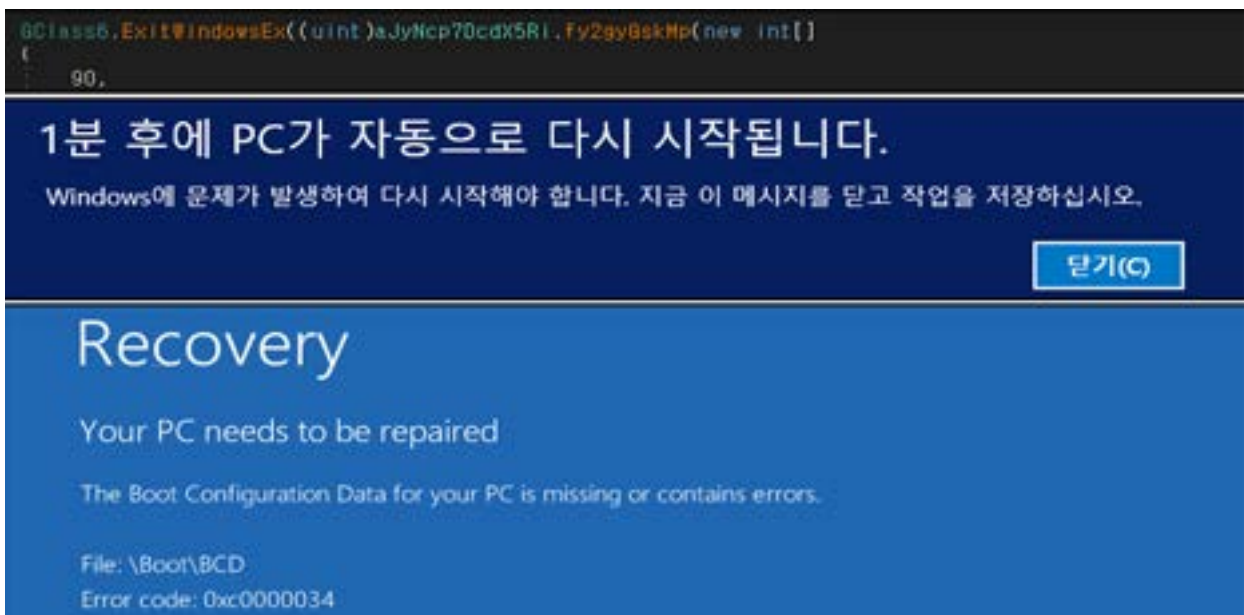 GClass6.ExitWindowsEx((uint)aJyNcp7DcdX5Ri.fy2gyGskMp(new int[]
{
90,
1분 후에 PC가 자동으로 다시 시작됩니다.
Windows에 문제가 발생하여 다시 시작해야 합니다. 지금 이 메시지를 닫고 작업을 저장하십시오.
닫기(C)
Recovery
Your PC needs to be repaired
The Boot Configuration Data for your PC is missing or contains errors.
File: \Boot\BCD
Error code: 0xc0000034